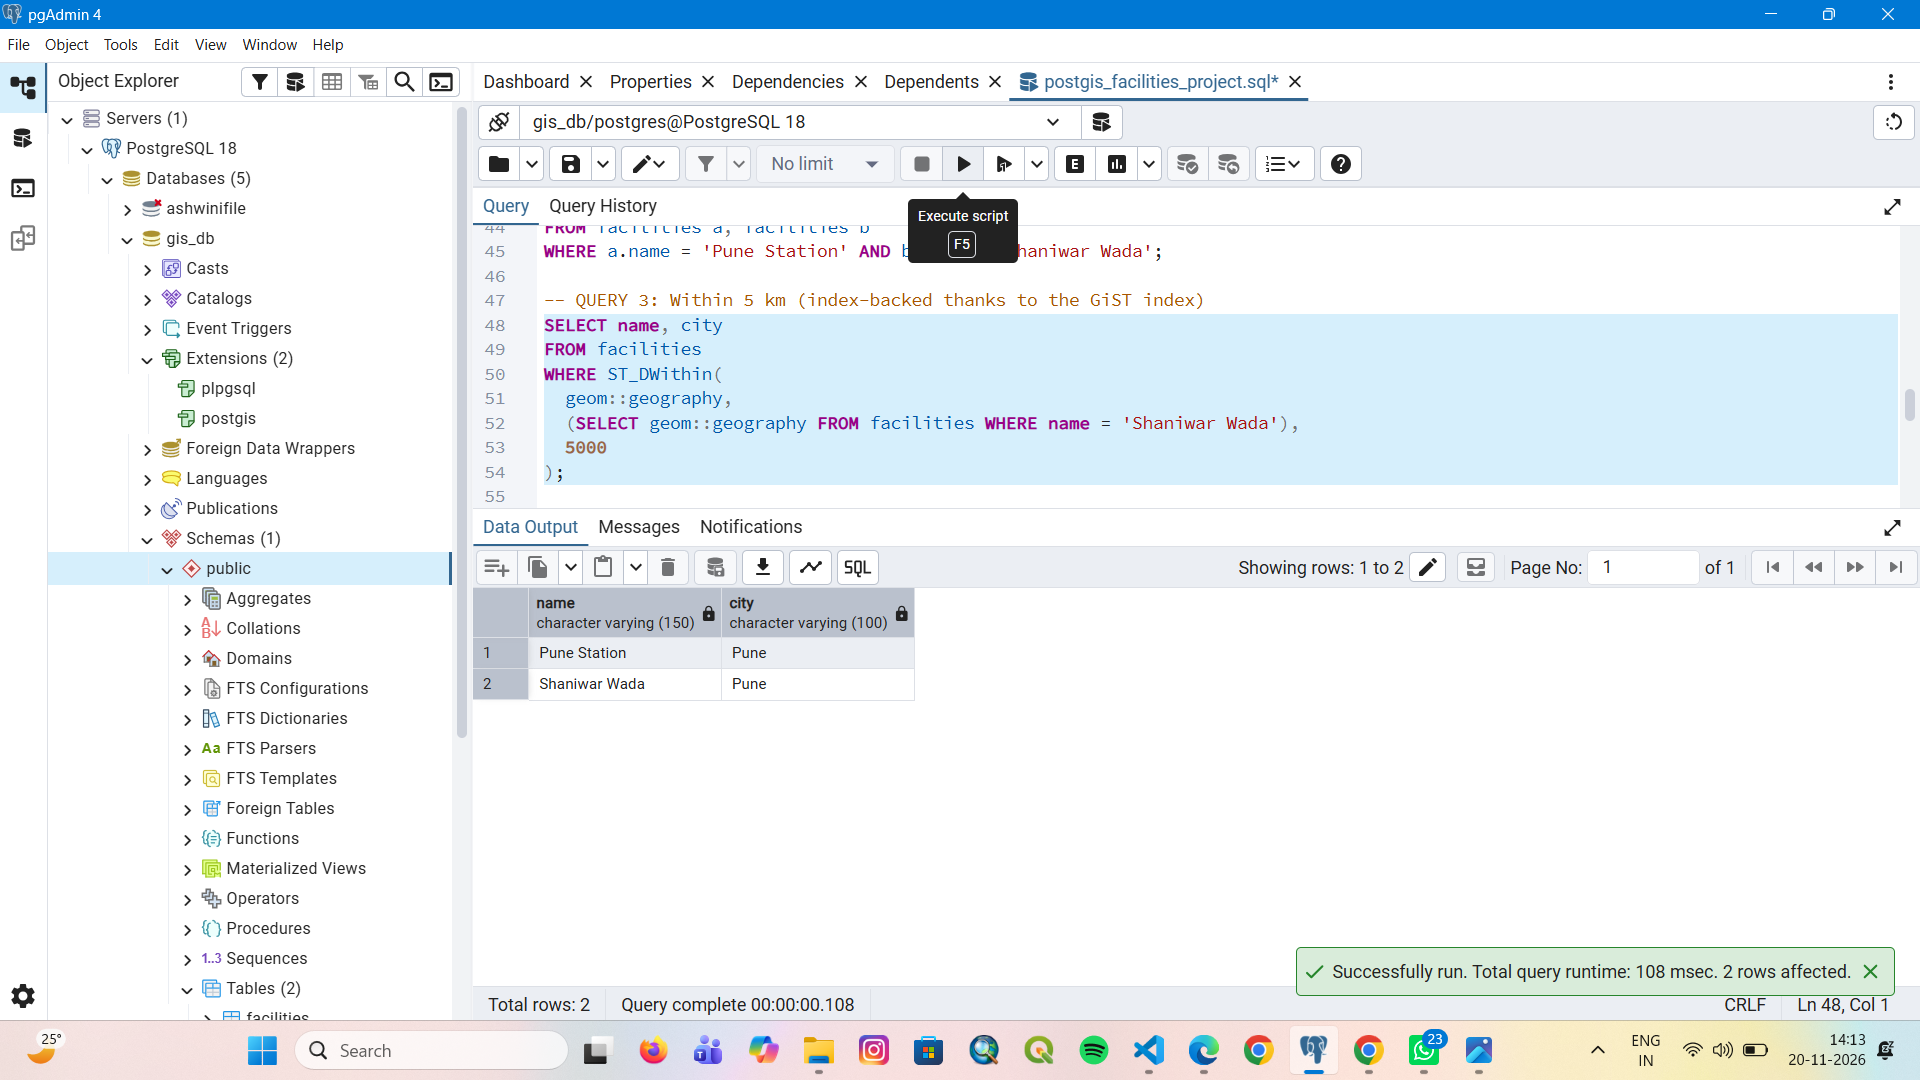 pgAdmin 4
File Object Tools Edit View Window Help
Object Explorer
Dashboard Properties Dependencies Dependents postgis_facilities_project.sql*
Servers (1)
PostgreSQL 18
Databases (5)
ashwinifile
gis_db
Casts
Catalogs
Event Triggers
Extensions (2)
plpgsql
postgis
Foreign Data Wrappers
Languages
Publications
Schemas (1)
public
Aggregates
Collations
Domains
FTS Configurations
FTS Dictionaries
Aa FTS Parsers
FTS Templates
Foreign Tables
Functions
Materialized Views
Operators
Procedures
1..3 Sequences
Tables (2)
facilities
gis_db/postgres@PostgreSQL 18
No limit
E
Query Query History
Execute script
F5
44 FROM facilities a, facilities b
45 WHERE a.name = 'Pune Station' AND b haniwar Wada';
46
47 -- QUERY 3: Within 5 km (index-backed thanks to the GiST index)
48 SELECT name, city
49 FROM facilities
50 WHERE ST_DWithin(
51 geom::geography,
52 (SELECT geom::geography FROM facilities WHERE name = 'Shaniwar Wada'),
53 5000
54 );
55
Data Output Messages Notifications
SQL
Showing rows: 1 to 2 Page No: 1 of 1
name city
character varying (150) character varying (100)
1 Pune Station Pune
2 Shaniwar Wada Pune
Successfully run. Total query runtime: 108 msec. 2 rows affected.
Total rows: 2 Query complete 00:00:00.108 CRLF Ln 48, Col 1
25°
Search
23
ENG
IN
14:13
20-11-2026